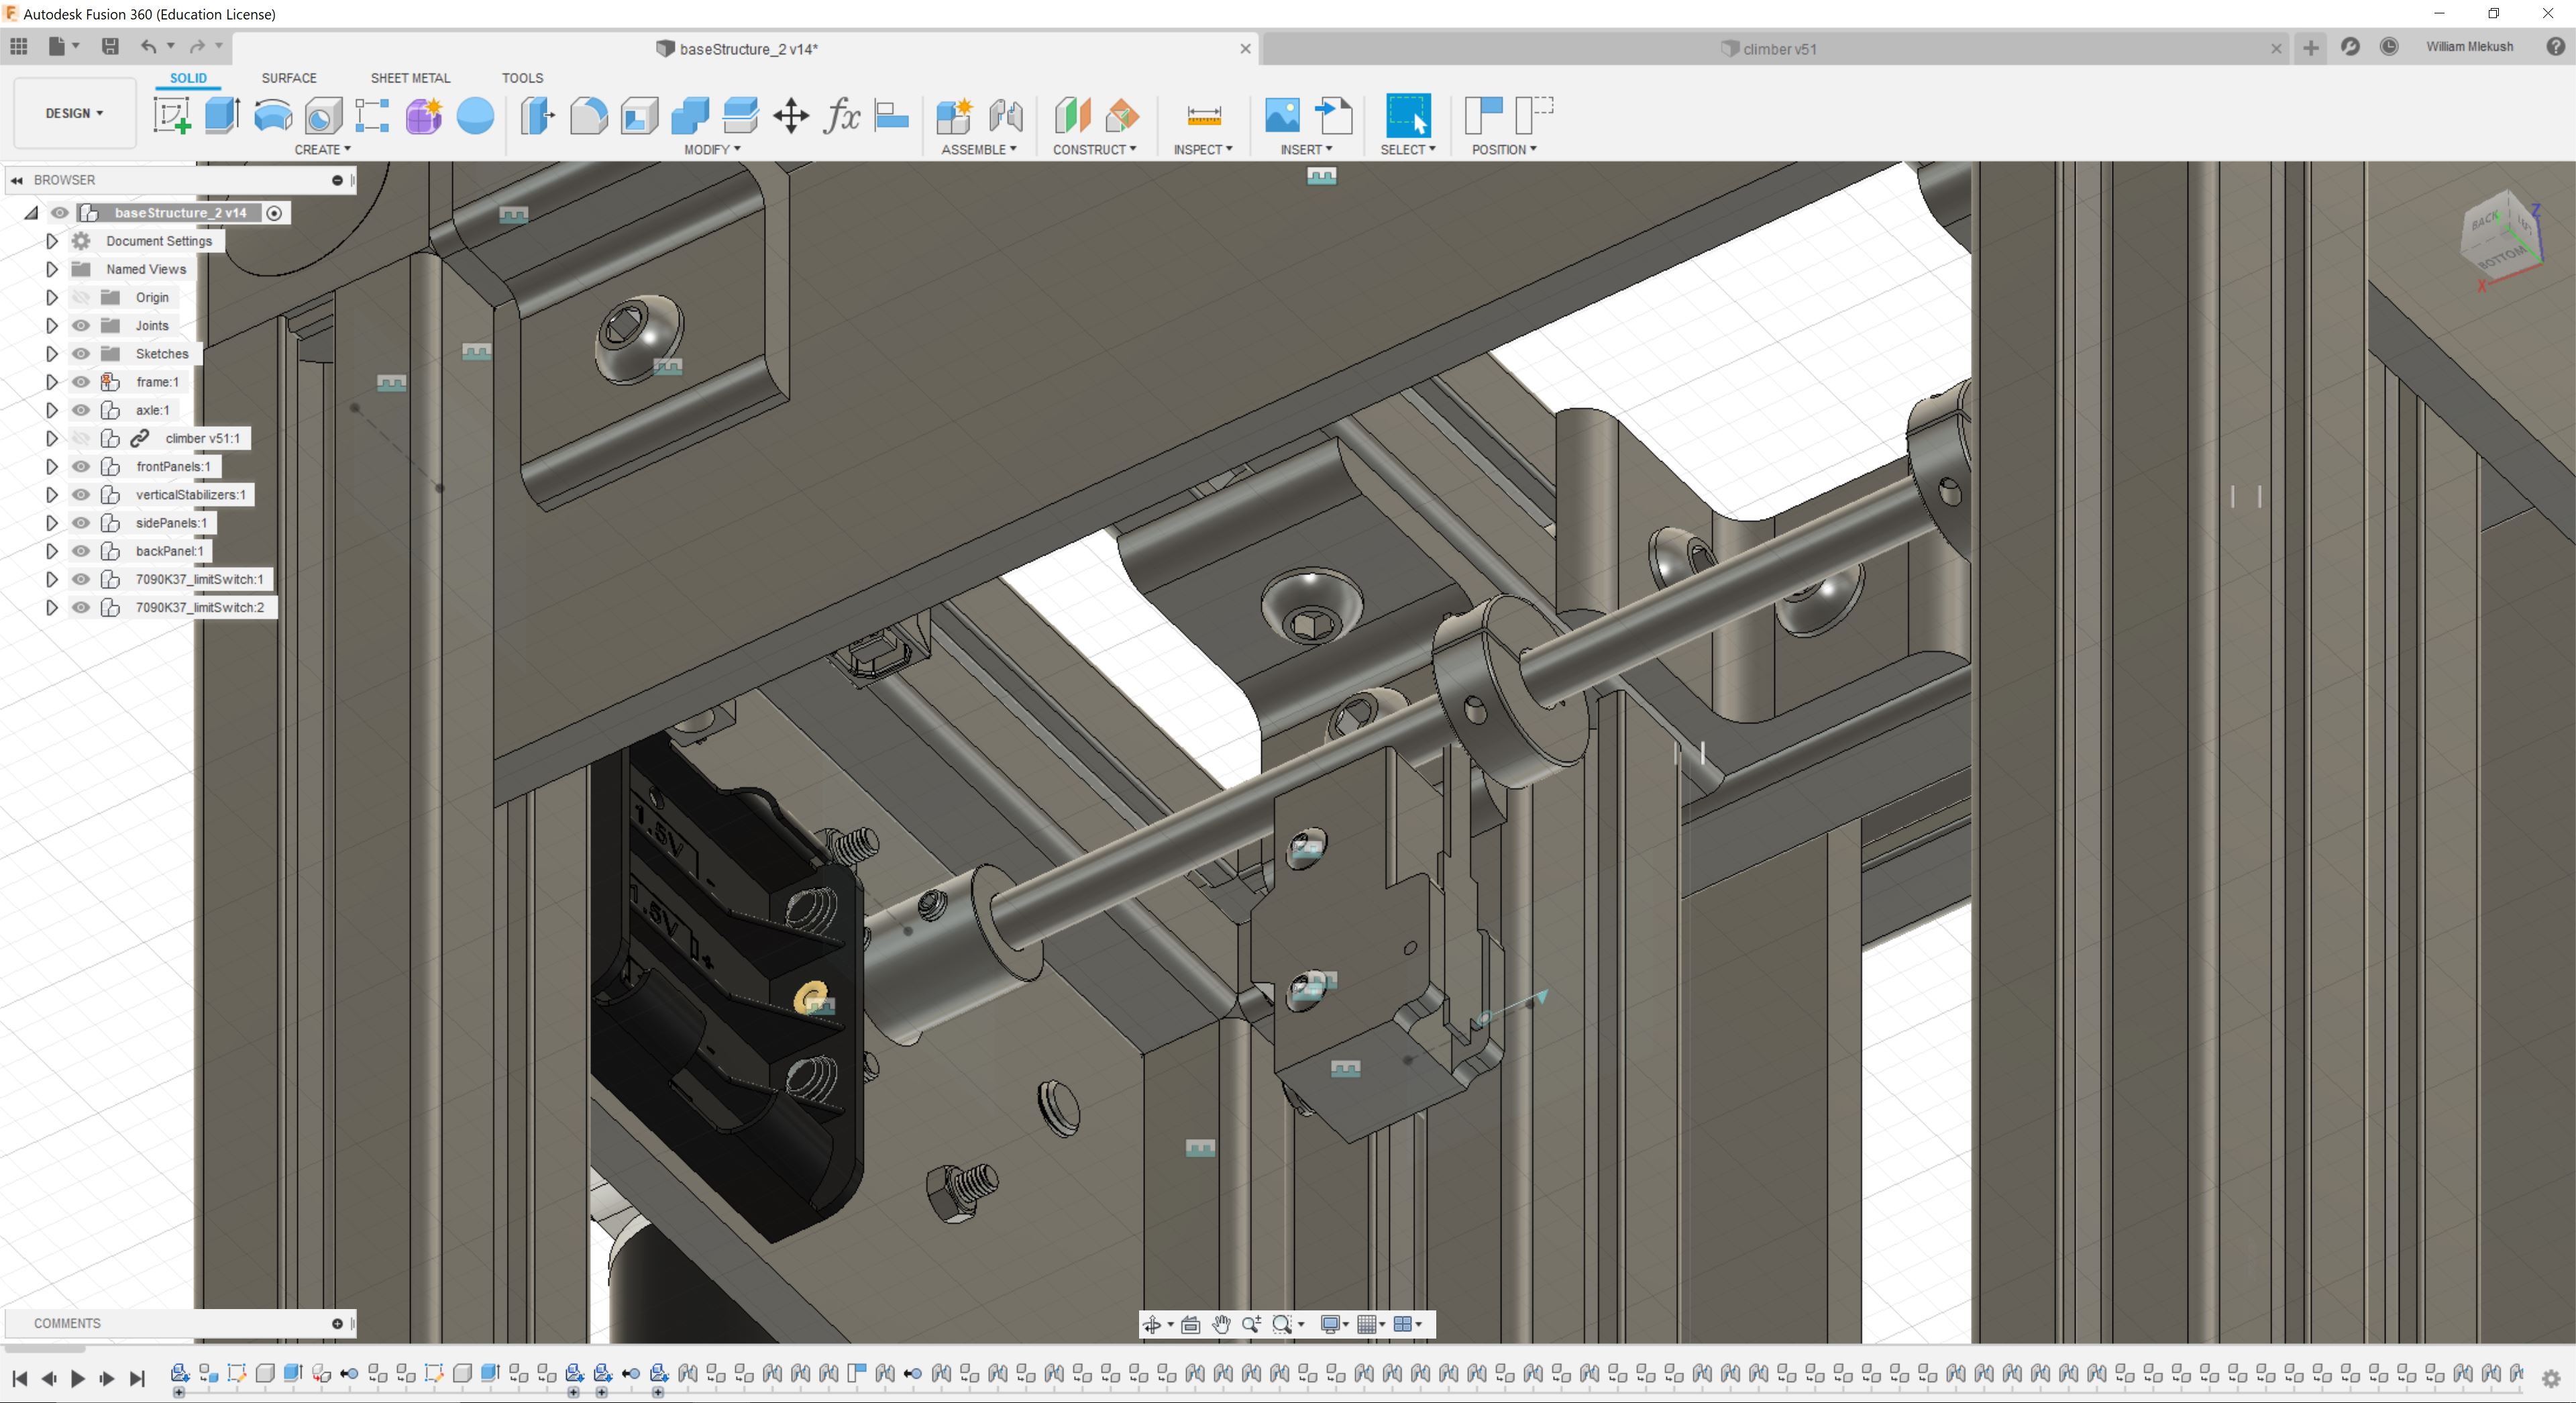 Autodesk Fusion 360 (Education License)
baseStructure_2 v14*
climber v51
William Mlekush
SOLID
SURFACE
SHEET METAL
TOOLS
DESIGN
CREATE
MODIFY
ASSEMBLE
CONSTRUCT
INSPECT
INSERT
SELECT
POSITION
fx
BROWSER
baseStructure_2 v14
Document Settings
Named Views
Origin
Joints
Sketches
frame:1
axle:1
climber v51:1
frontPanels:1
verticalStabilizers:1
sidePanels:1
backPanel:1
7090K37_limitSwitch:1
7090K37_limitSwitch:2
BACK
BOTTOM
Z
X
1.5V
-
1.5V
+
-
COMMENTS